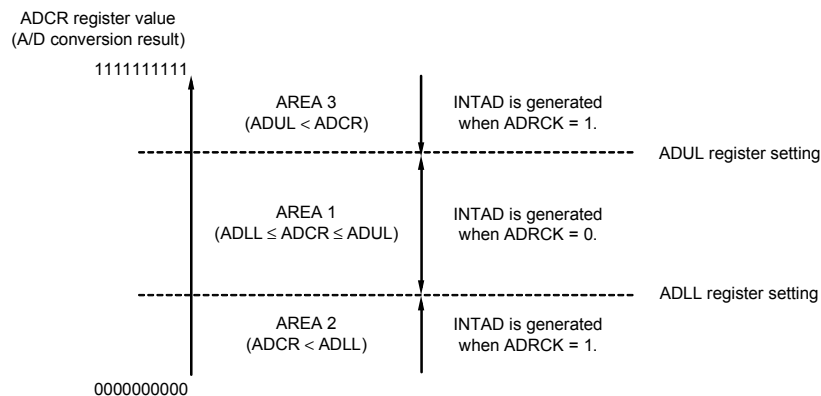 ADCR register value
(A/D conversion result)
1111111111
AREA 3
(ADUL < ADCR)
INTAD is generated
when ADRCK = 1.
ADUL register setting
AREA 1
(ADLL ≤ ADCR ≤ ADUL)
INTAD is generated
when ADRCK = 0.
ADLL register setting
AREA 2
(ADCR < ADLL)
INTAD is generated
when ADRCK = 1.
0000000000